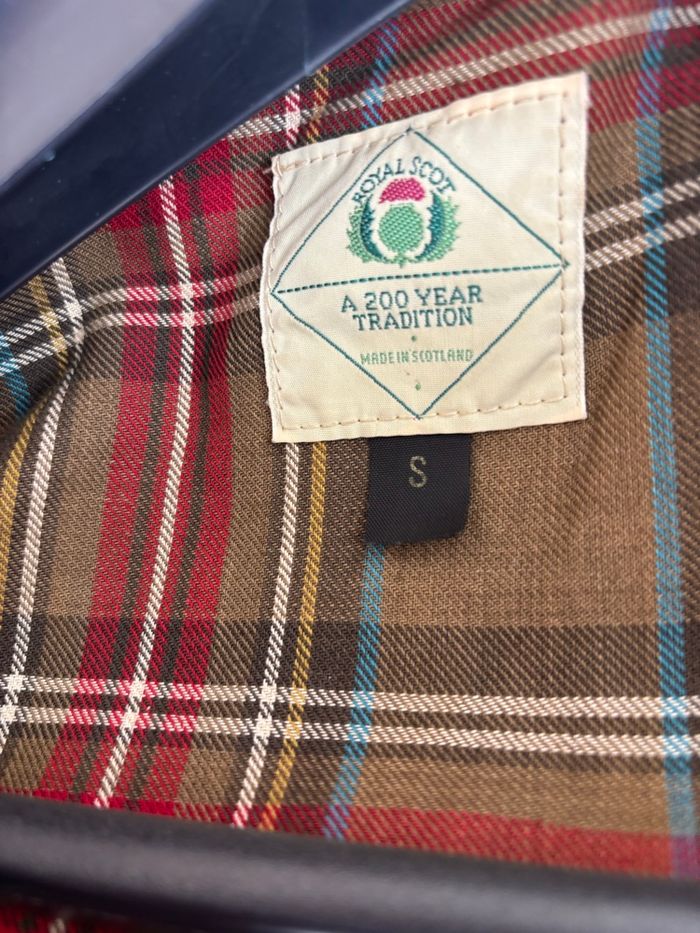 ROYAL SCOT
A 200 YEAR
TRADITION
MADE IN SCOTLAND
S